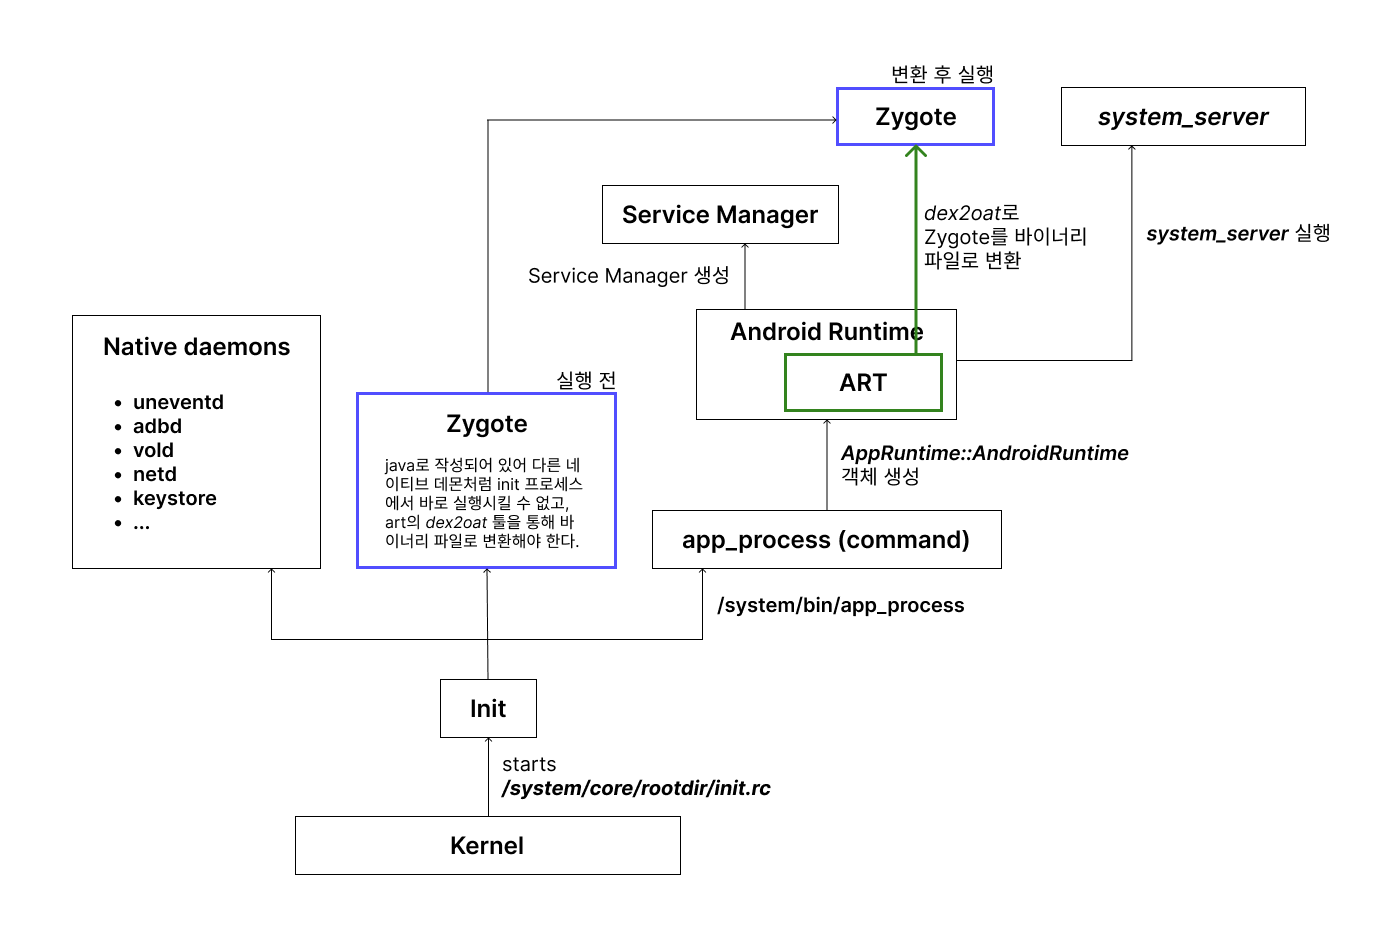 변환 후 실행
Zygote
system_server
Service Manager
dex2oat로
Zygote를 바이너리
파일로 변환
system_server 실행
Service Manager 생성
Android Runtime
ART
Native daemons
• uneventd
• adbd
• vold
• netd
• keystore
• ...
실행 전
Zygote
java로 작성되어 있어 다른 네
이티브 데몬처럼 init 프로세스
에서 바로 실행시킬 수 없고,
art의 dex2oat 툴을 통해 바
이너리 파일로 변환해야 한다.
AppRuntime::AndroidRuntime
객체 생성
app_process (command)
/system/bin/app_process
Init
starts
/system/core/rootdir/init.rc
Kernel